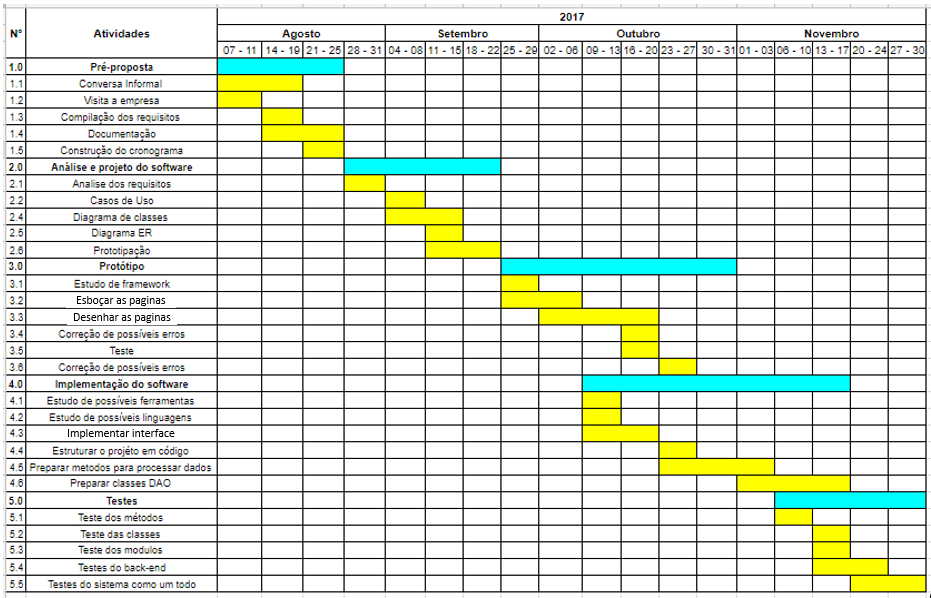 2017
Nº Atividades Agosto Setembro Outubro Novembro
07 - 11 14 - 19 21 - 25 28 - 31 04 - 08 11 - 15 18 - 22 25 - 29 02 - 06 09 - 13 16 - 20 23 - 27 30 - 31 01 - 03 06 - 10 13 - 17 20 - 24 27 - 30
1.0 Pré-proposta
1.1 Conversa Informal
1.2 Visita a empresa
1.3 Compilação dos requisitos
1.4 Documentação
1.5 Construção do cronograma
2.0 Análise e projeto do software
2.1 Analise dos requisitos
2.2 Casos de Uso
2.4 Diagrama de classes
2.5 Diagrama ER
2.6 Prototipação
3.0 Protótipo
3.1 Estudo de framework
3.2 Esboçar as paginas
3.3 Desenhar as paginas
3.4 Correção de possíveis erros
3.5 Teste
3.6 Correção de possíveis erros
4.0 Implementação do software
4.1 Estudo de possíveis ferramentas
4.2 Estudo de possíveis linguagens
4.3 Implementar interface
4.4 Estruturar o projéto em código
4.5 Preparar metodos para processar dados
4.6 Preparar classes DAO
5.0 Testes
5.1 Teste dos métodos
5.2 Teste das classes
5.3 Teste dos modulos
5.4 Testes do back-end
5.5 Testes do sistema como um todo